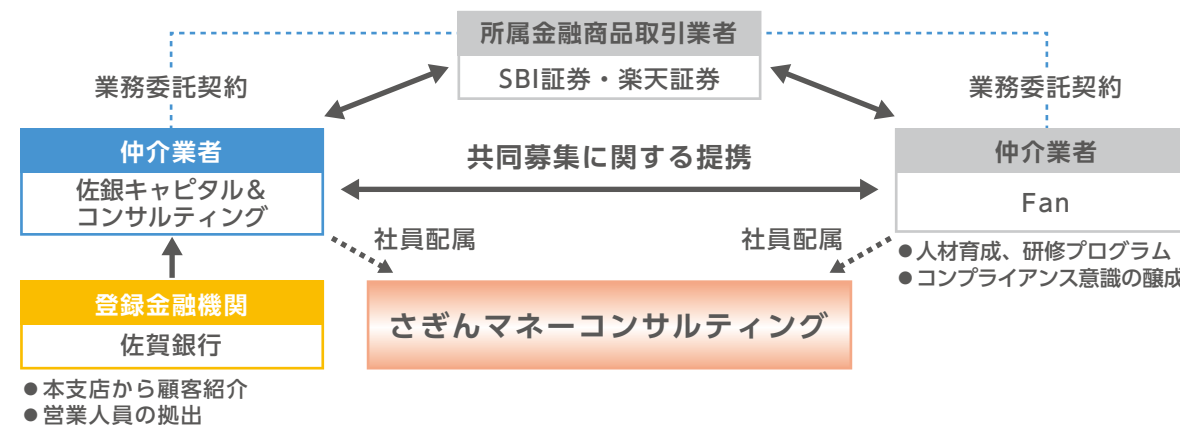 所属金融商品取引業者
SBI証券・楽天証券
業務委託契約
業務委託契約
仲介業者
佐銀キャピタル＆
コンサルティング
共同募集に関する提携
仲介業者
Fan
社員配属
社員配属
●人材育成、研修プログラム
●コンプライアンス意識の醸成
登録金融機関
佐賀銀行
さぎんマネーコンサルティング
●本支店から顧客紹介
●営業人員の拠出